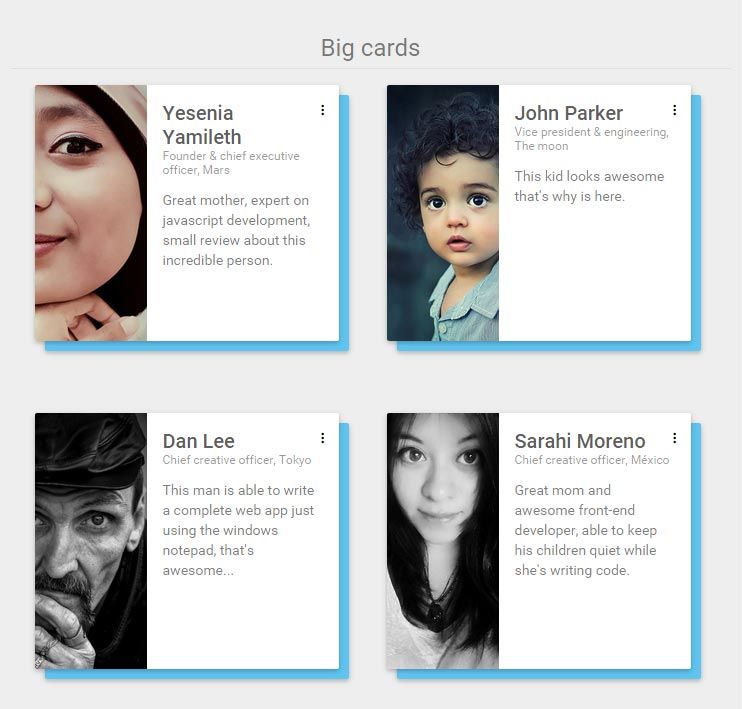 Big cards
Yesenia
Yamileth
Founder & chief executive
officer, Mars
Great mother, expert on
javascript development,
small review about this
incredible person.
John Parker
Vice president & engineering,
The moon
This kid looks awesome
that's why is here.
Dan Lee
Chief creative officer, Tokyo
This man is able to write
a complete web app just
using the windows
notepad, that's
awesome...
Sarahi Moreno
Chief creative officer, México
Great mom and
awesome front-end
developer, able to keep
his children quiet while
she's writing code.